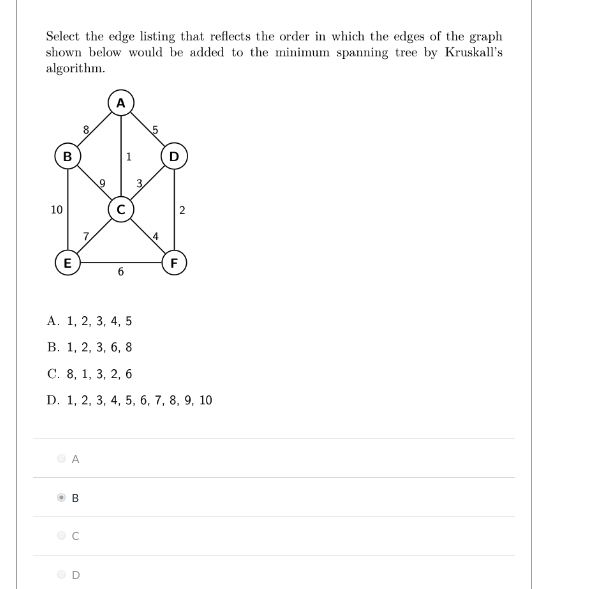 Select the edge listing that reflects the order in which the edges of the graph
shown below would be added to the minimum spanning tree by Kruskall's
algorithm.
A
8
5
B
1
D
9
3
10
C
2
7
4
E
F
6
A. 1, 2, 3, 4, 5
B. 1, 2, 3, 6, 8
C. 8, 1, 3, 2, 6
D. 1, 2, 3, 4, 5, 6, 7, 8, 9, 10
A
B
C
D